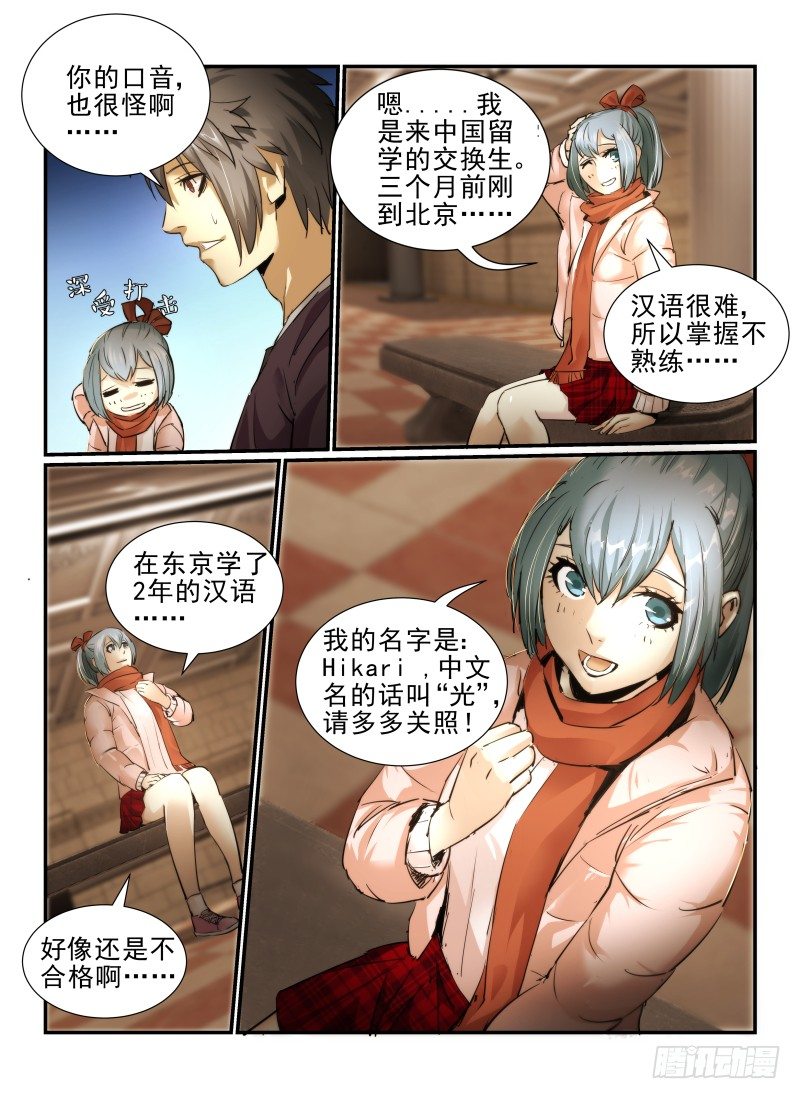 你的口音，
也很怪啊
……
深受打击
嗯.....我
是来中国留
学的交换生。
三个月前刚
到北京……
汉语很难，
所以掌握不
熟练……
在东京学了
2年的汉语
……
好像还是不
合格啊……
我的名字是：
Hikari ,中文
名的话叫“光”，
请多多关照！
腾讯动漫